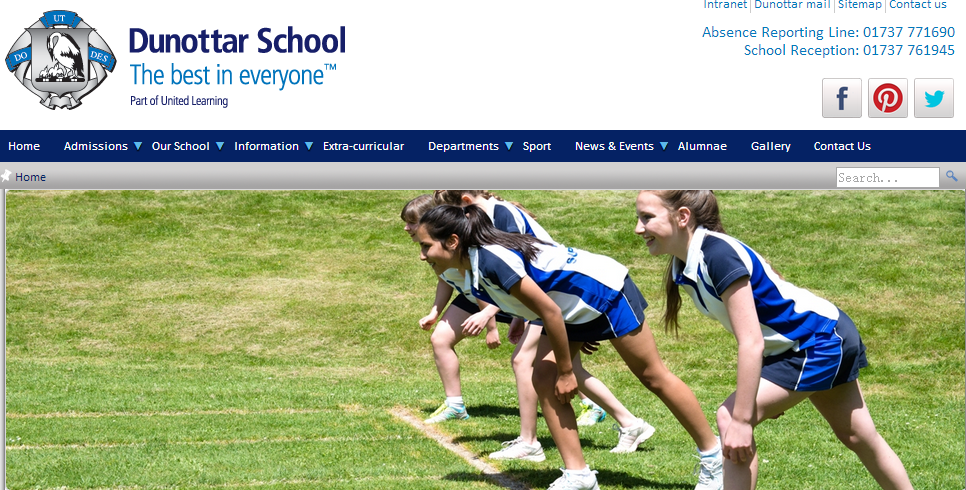 Intranet Dunottar mail Sitemap Contact us
UT
DO DES
Dunottar School
The best in everyone™
Part of United Learning
Absence Reporting Line: 01737 771690
School Reception: 01737 761945
Home Admissions Our School Information Extra-curricular Departments Sport News & Events Alumnae Gallery Contact Us
Home
Search...